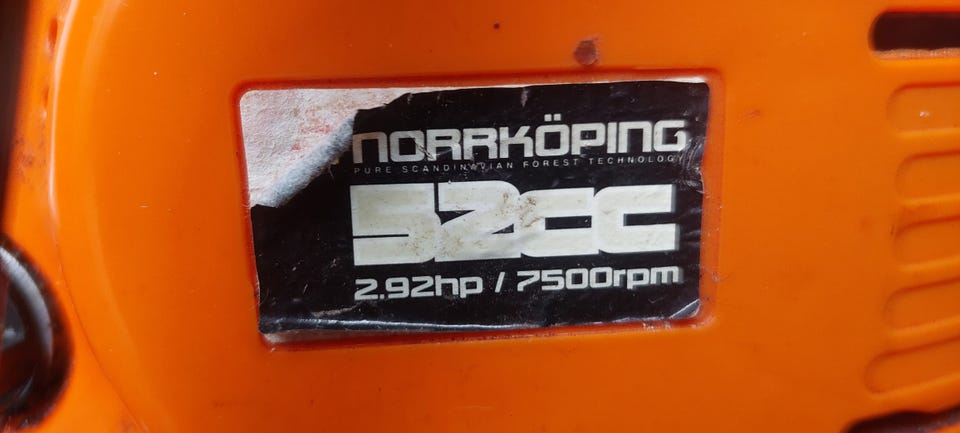 NORRKÖPING
PURE SCANDINAVIAN FOREST TECHNOLOGY
52cc
2.92hp / 7500rpm